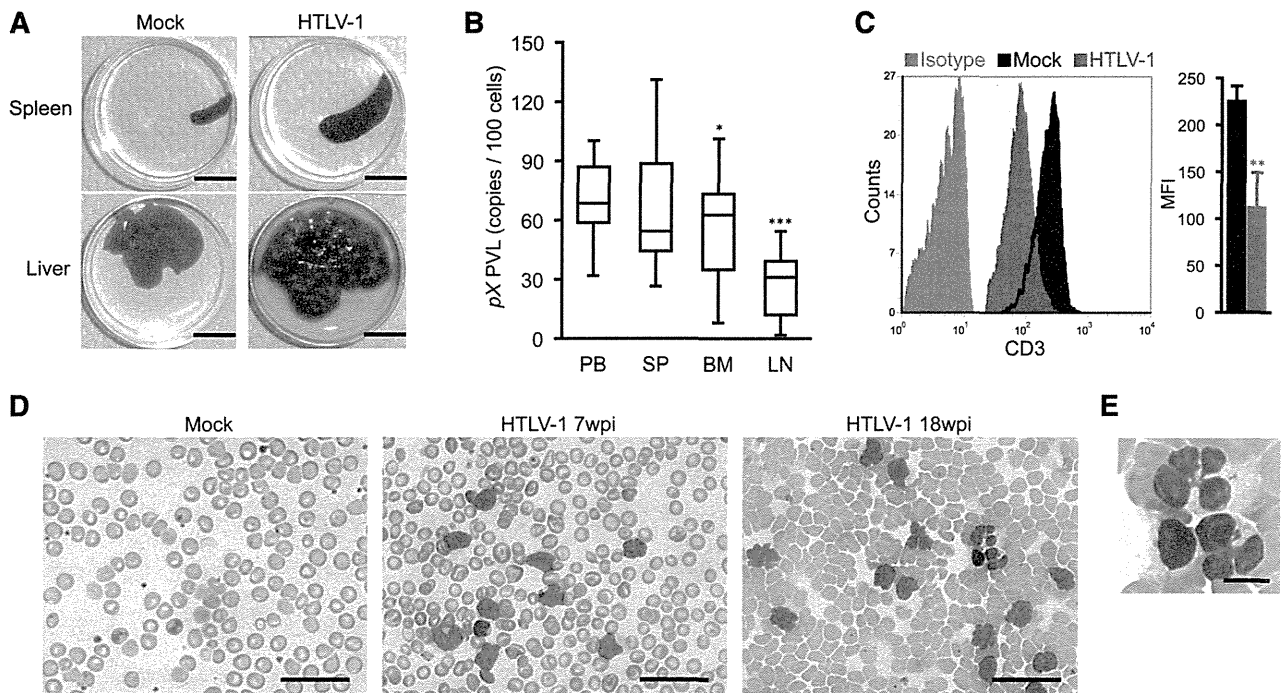 A
Mock
HTLV-1
Spleen
Liver
B
pX PVL (copies / 100 cells)
150
120
90
60
30
0
*
***
PB SP BM LN
C
Isotype Mock HTLV-1
Counts
27
14
7
0
10⁰ 10¹ 10² 10³ 10⁴
CD3
MFI
250
200
150
100
50
0
**
D
Mock
HTLV-1 7wpi
HTLV-1 18wpi
E